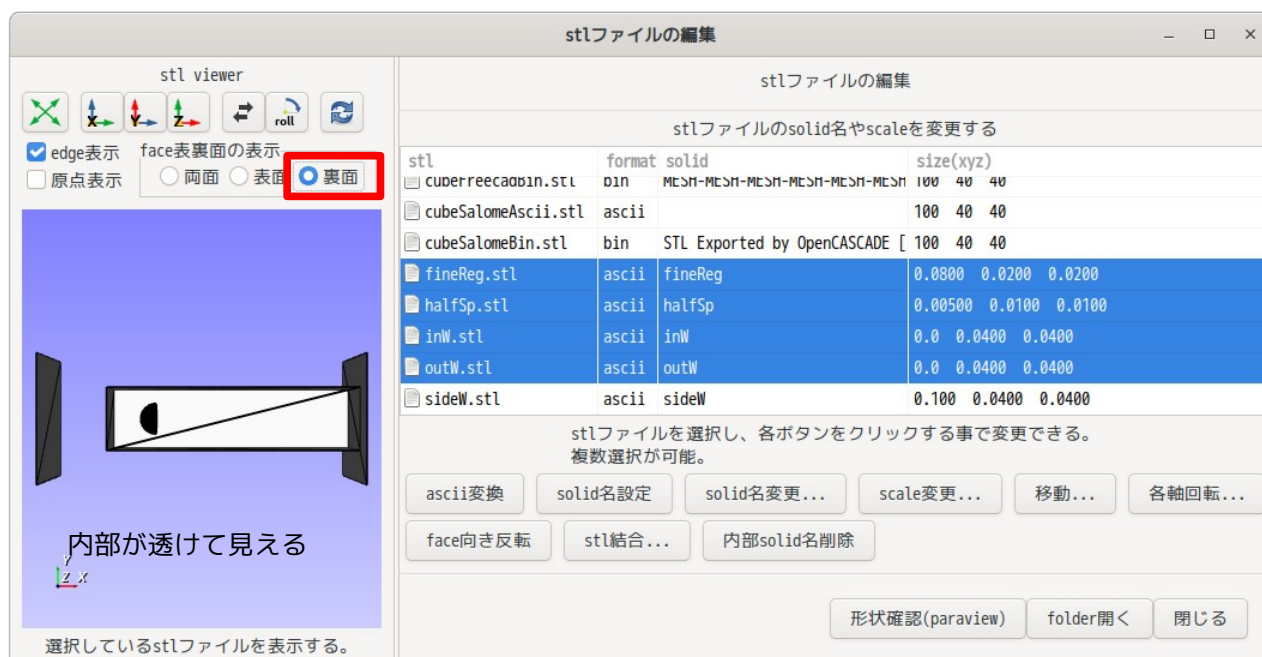 stlファイルの編集
stl viewer
X
Y
Z
roll
edge表示
原点表示
face表裏面の表示
両面
表面
裏面
内部が透けて見える
Y
Z X
選択しているstlファイルを表示する。
stlファイルの編集
stlファイルのsolid名やscaleを変更する
stl format solid size(xyz)
cubeFreecadBin.stl bin MESH-MESH-MESH-MESH-MESH-MESH 100 40 40
cubeSalomeAscii.stl ascii 100 40 40
cubeSalomeBin.stl bin STL Exported by OpenCASCADE [ 100 40 40
fineReg.stl ascii fineReg 0.0800 0.0200 0.0200
halfSp.stl ascii halfSp 0.00500 0.0100 0.0100
inW.stl ascii inW 0.0 0.0400 0.0400
outW.stl ascii outW 0.0 0.0400 0.0400
sideW.stl ascii sideW 0.100 0.0400 0.0400
stlファイルを選択し、各ボタンをクリックする事で変更できる。
複数選択が可能。
ascii変換 solid名設定 solid名変更... scale変更... 移動... 各軸回転...
face向き反転 stl結合... 内部solid名削除
形状確認(paraview) folder開く 閉じる